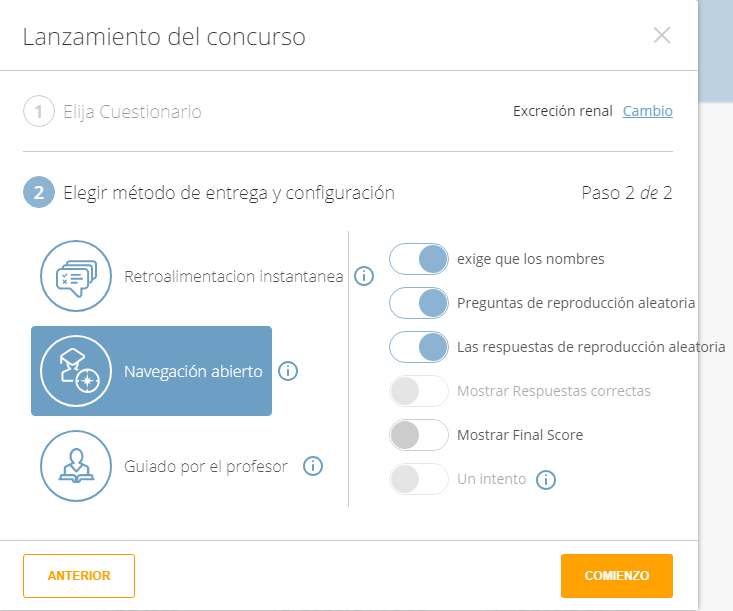 Lanzamiento del concurso
1 Elija Cuestionario Excreción renal Cambio
2 Elegir método de entrega y configuración Paso 2 de 2
Retroalimentacion instantanea
exige que los nombres
Preguntas de reproducción aleatoria
Las respuestas de reproducción aleatoria
Navegación abierto
Mostrar Respuestas correctas
Mostrar Final Score
Guiado por el profesor
Un intento
ANTERIOR COMIENZO